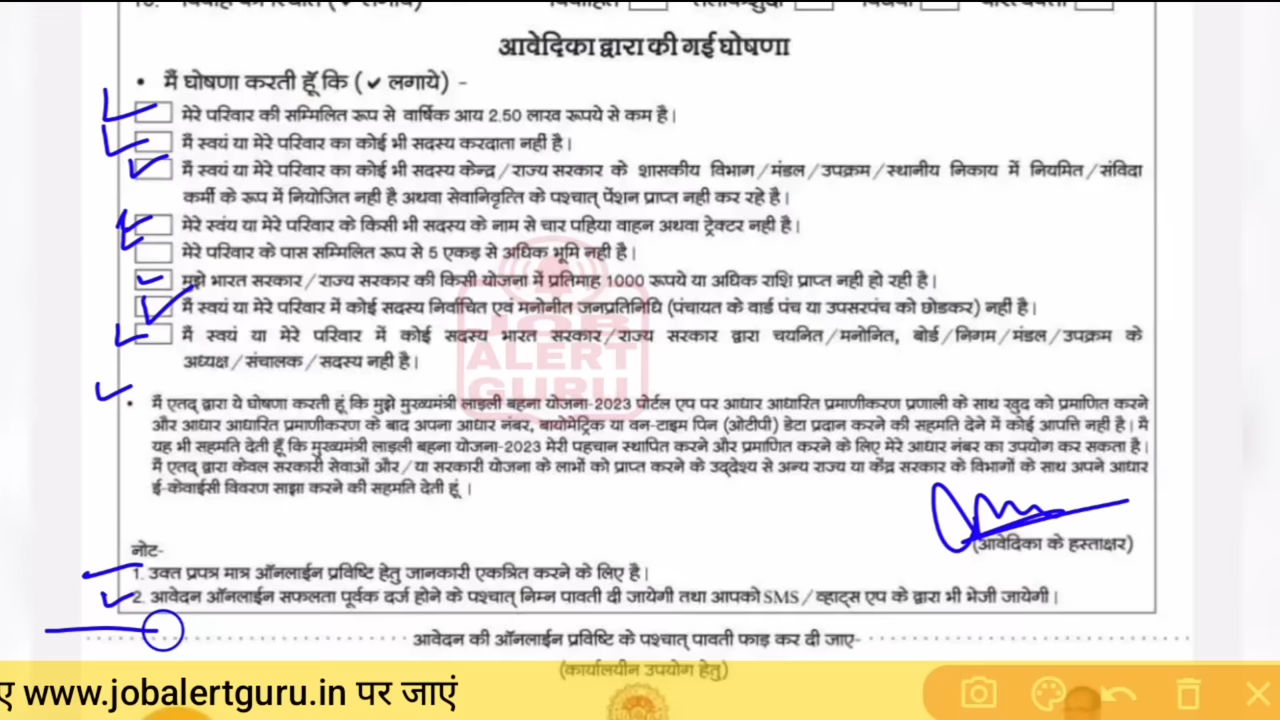 आवेदिका द्वारा की गई घोषणा
• मैं घोषणा करती हूँ कि (✓ लगाये) -
मेरे परिवार की सम्मिलित रूप से वार्षिक आय 2.50 लाख रूपये से कम है।
मैं स्वयं या मेरे परिवार का कोई भी सदस्य करदाता नही है।
मैं स्वयं या मेरे परिवार का कोई भी सदस्य केन्द्र/राज्य सरकार के शासकीय विभाग/मंडल/उपक्रम/स्थानीय निकाय में नियमित/संविदा
कर्मी के रूप में नियोजित नही है अथवा सेवानिवृत्ति के पश्चात् पेंशन प्राप्त नही कर रहे है।
मेरे स्वंय या मेरे परिवार के किसी भी सदस्य के नाम से चार पहिया वाहन अथवा ट्रेक्टर नही है।
मेरे परिवार के पास सम्मिलित रूप से 5 एकड़ से अधिक भूमि नही है।
मुझे भारत सरकार/राज्य सरकार की किसी योजना में प्रतिमाह 1000 रूपये या अधिक राशि प्राप्त नही हो रही है।
मैं स्वयं या मेरे परिवार में कोई सदस्य निर्वाचित एवं मनोनीत जनप्रतिनिधि (पंचायत के वार्ड पंच या उपसरपंच को छोडकर) नहीं है।
मैं स्वयं या मेरे परिवार में कोई सदस्य भारत सरकार/राज्य सरकार द्वारा चयनित/मनोनित, बोर्ड/निगम/मंडल/उपक्रम के
अध्यक्ष/संचालक/सदस्य नही है।
JOB
ALERT
GURU
• मैं एतद् द्वारा ये घोषणा करती हूं कि मुझे मुख्यमंत्री लाड़ली बहना योजना-2023 पोर्टल एप पर आधार आधारित प्रमाणीकरण प्रणाली के साथ खुद को प्रमाणित करने
और आधार आधारित प्रमाणीकरण के बाद अपना आधार नंबर, बायोमेट्रिक या वन-टाइम पिन (ओटीपी) डेटा प्रदान करने की सहमति देने में कोई आपत्ति नही है। मै
यह भी सहमती देती हूँ कि मुख्यमंत्री लाडली बहना योजना-2023 मेरी पहचान स्थापित करने और प्रमाणित करने के लिए मेरे आधार नंबर का उपयोग कर सकता है।
मैं एतद् द्वारा केवल सरकारी सेवाओं और/या सरकारी योजना के लाभों को प्राप्त करने के उद्देश्य से अन्य राज्य या केंद्र सरकार के विभागों के साथ अपने आधार
ई-केवाईसी विवरण साझा करने की सहमति देती हूं ।
(आवेदिका के हस्ताक्षर)
नोट-
1. उक्त प्रपत्र मात्र ऑनलाईन प्रविष्टि हेतु जानकारी एकत्रित करने के लिए है।
2. आवेदन ऑनलाईन सफलता पूर्वक दर्ज होने के पश्चात् निम्न पावती दी जायेगी तथा आपको SMS/व्हाट्स एप के द्वारा भी भेजी जायेगी।
आवेदन की ऑनलाईन प्रविष्टि के पश्चात् पावती फाड़ कर दी जाए-
(कार्यालयीन उपयोग हेतु)
www.jobalertguru.in पर जाएं